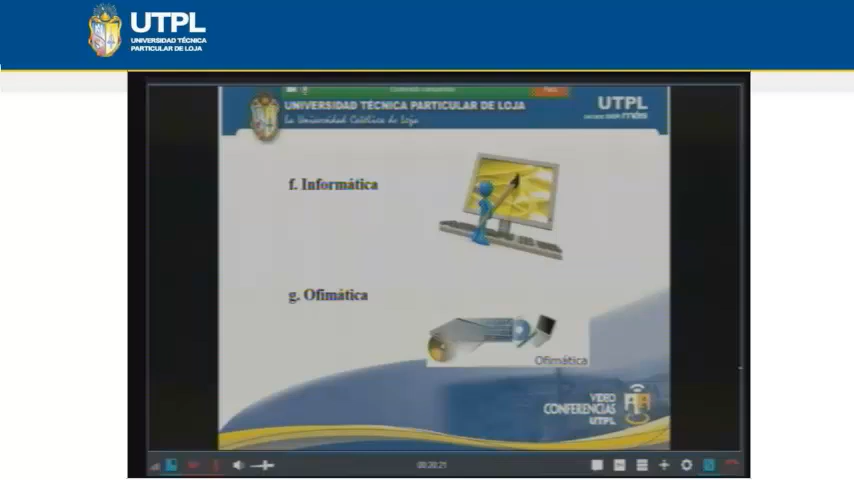 UTPL
UNIVERSIDAD TÉCNICA
PARTICULAR DE LOJA
UNIVERSIDAD TÉCNICA PARTICULAR DE LOJA
La Universidad Católica de Loja
UTPL
f. Informática
g. Ofimática
Ofimática
VIDEO
CONFERENCIAS
UTPL
00:20:21